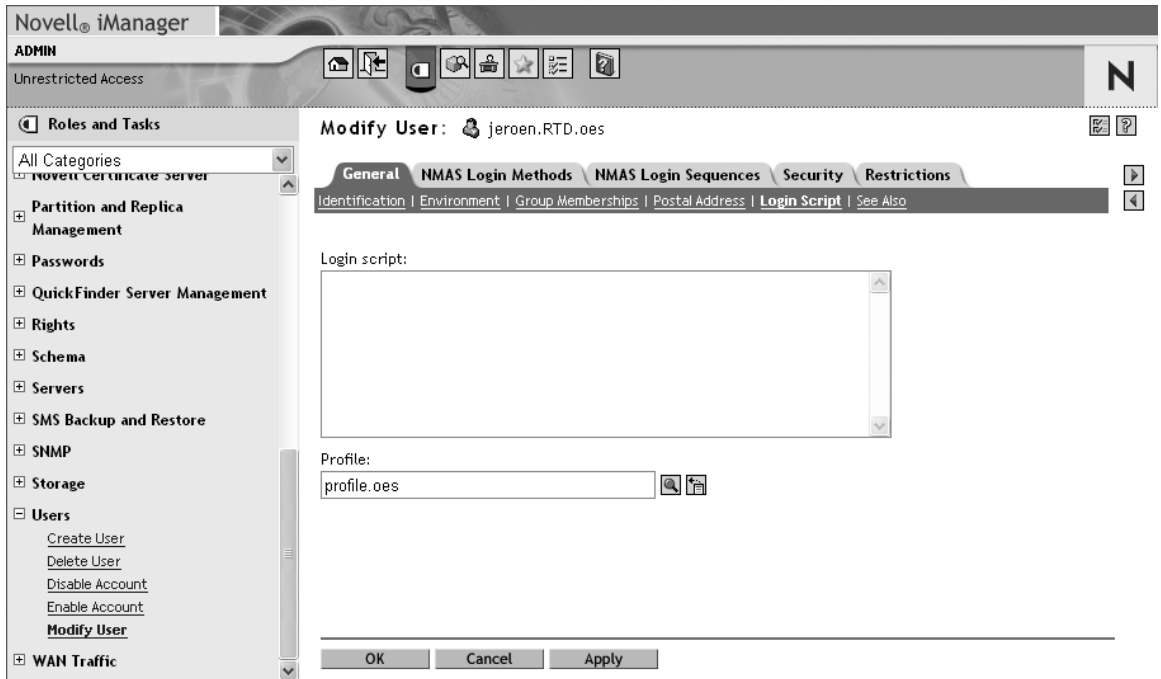 Novell® iManager
ADMIN
Unrestricted Access
N
Roles and Tasks
All Categories
Novell Certificate Server
Partition and Replica
Management
Passwords
QuickFinder Server Management
Rights
Schema
Servers
SMS Backup and Restore
SNMP
Storage
Users
Create User
Delete User
Disable Account
Enable Account
Modify User
WAN Traffic
Modify User: jeroen.RTD.oes
General NMAS Login Methods NMAS Login Sequences Security Restrictions
Identification | Environment | Group Memberships | Postal Address | Login Script | See Also
Login script:
Profile:
profile.oes
OK Cancel Apply